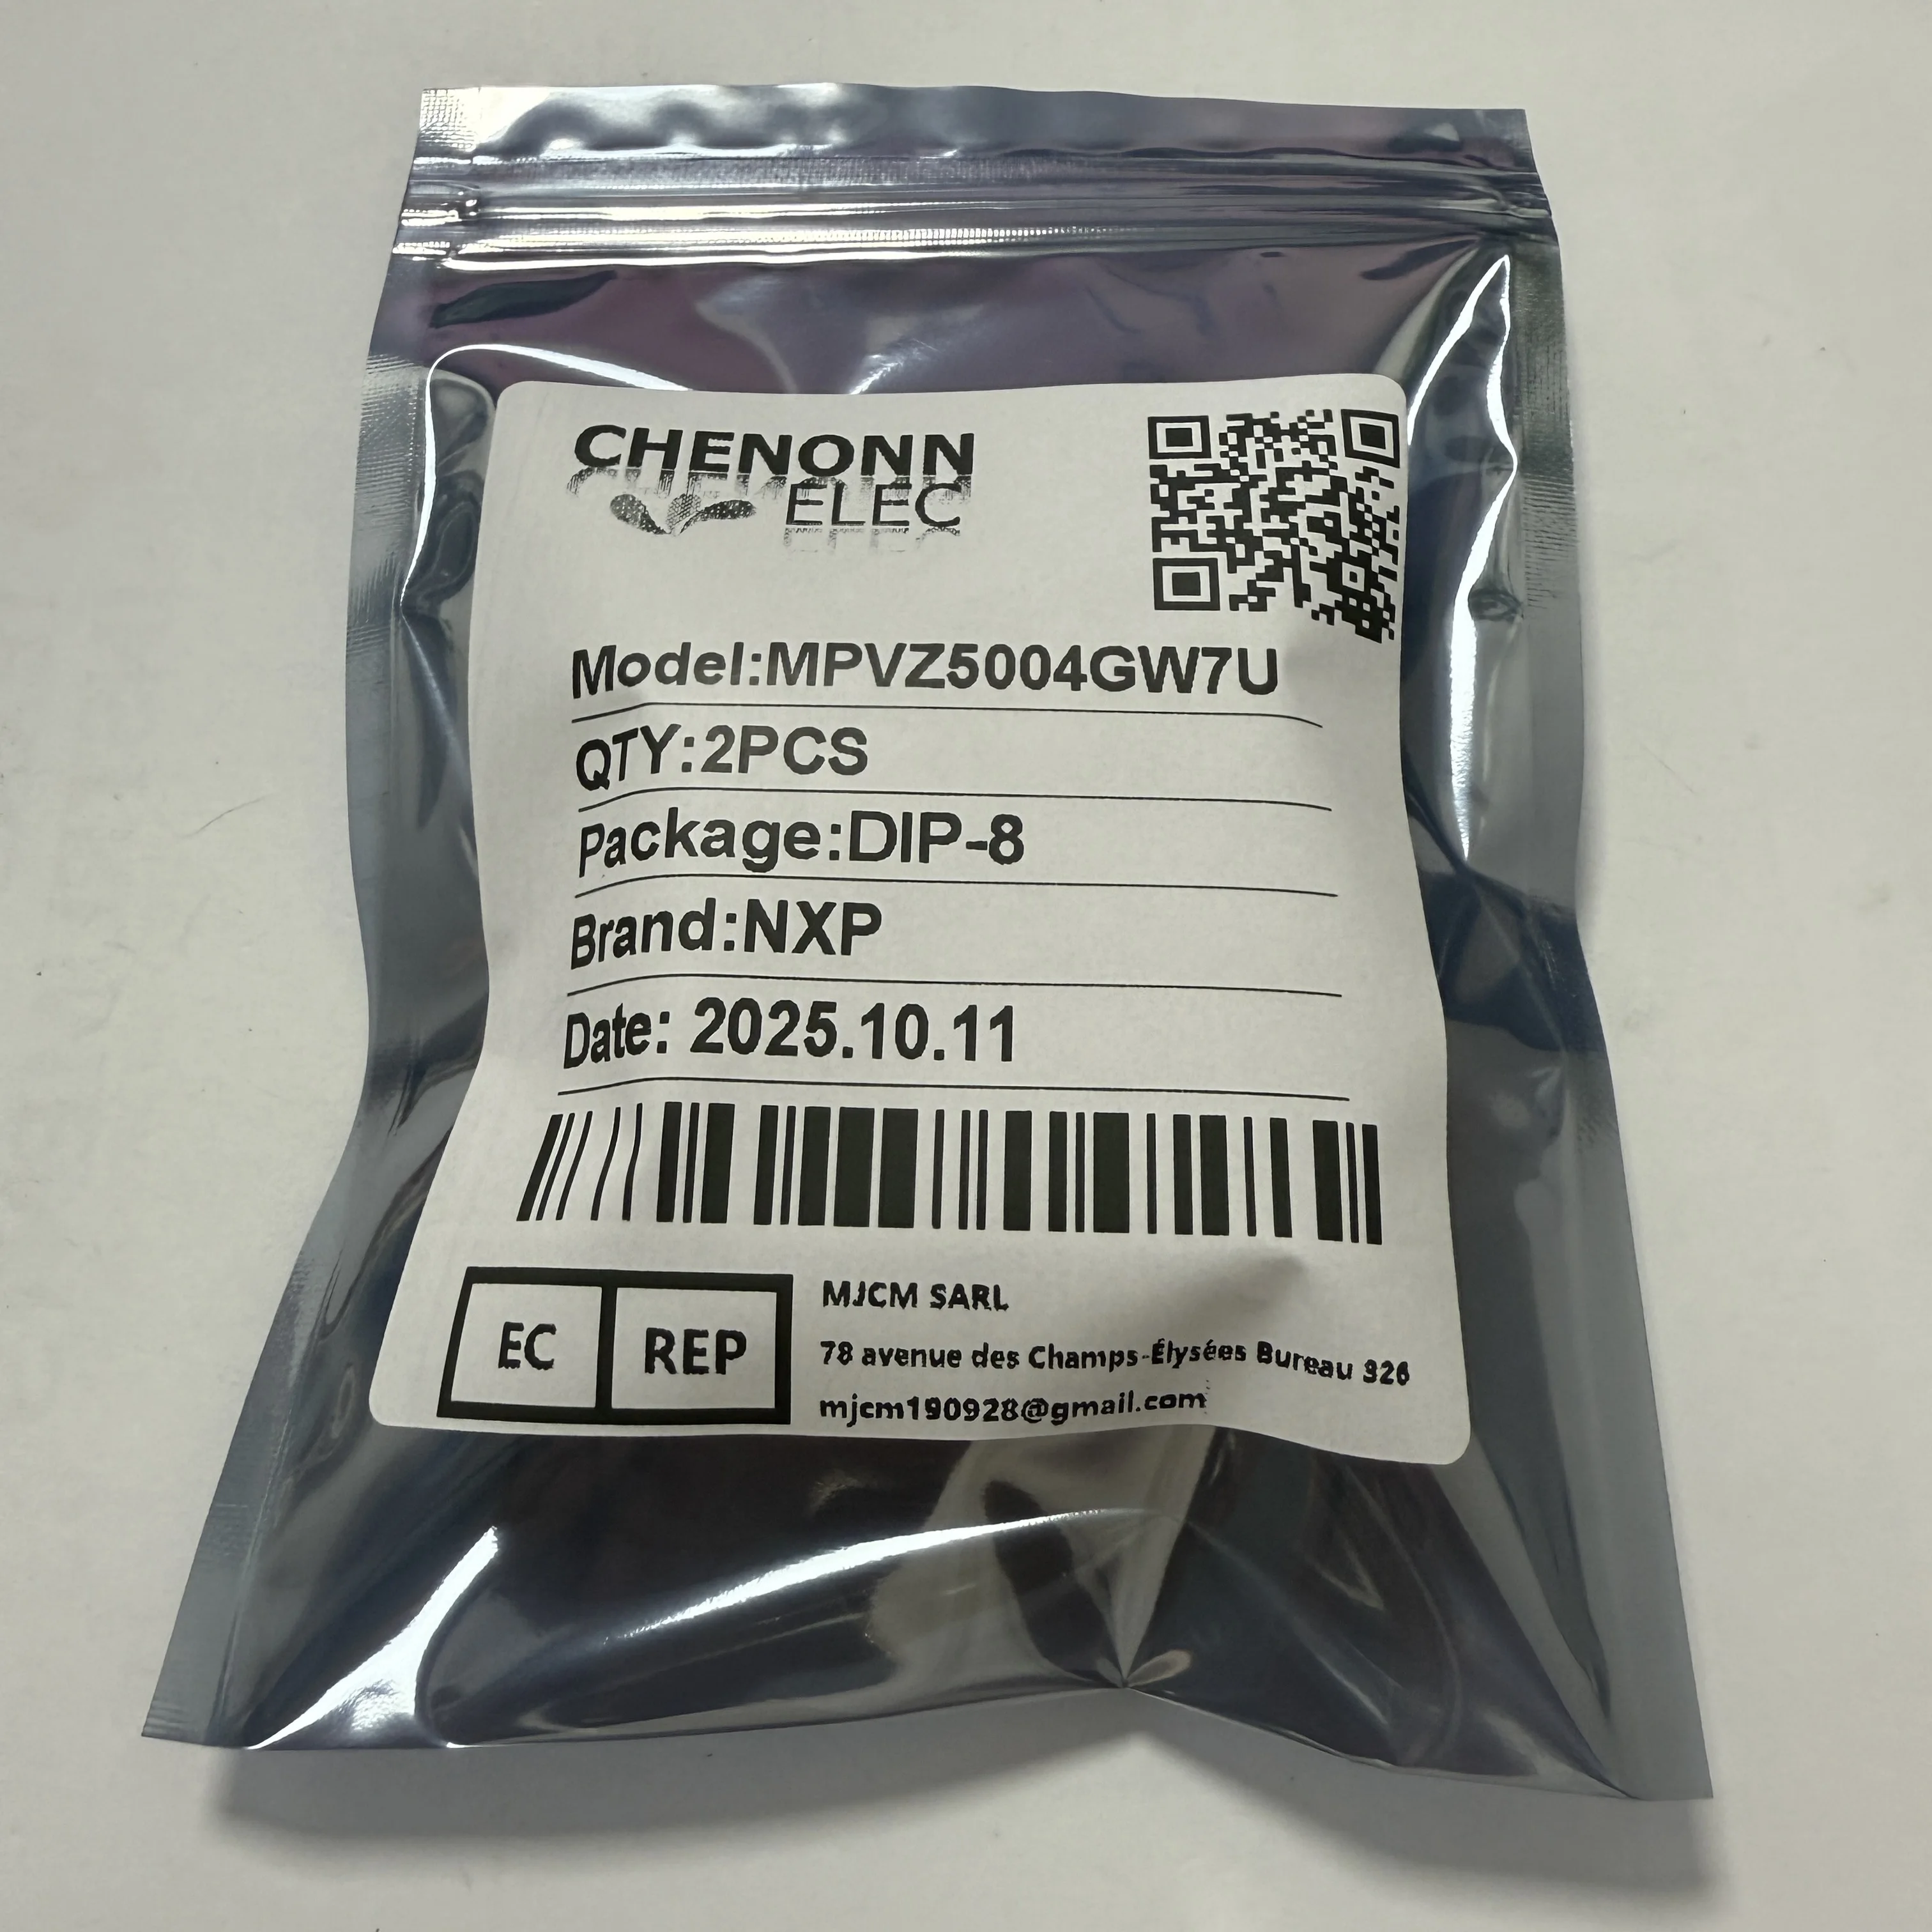 CHENONN
ELEC
Model:MPVZ5004GW7U
QTY:2PCS
Package:DIP-8
Brand:NXP
Date: 2025.10.11
EC REP
MJCM SARL
78 avenue des Champs-Élysées Bureau 326
mjcm190928@gmail.com